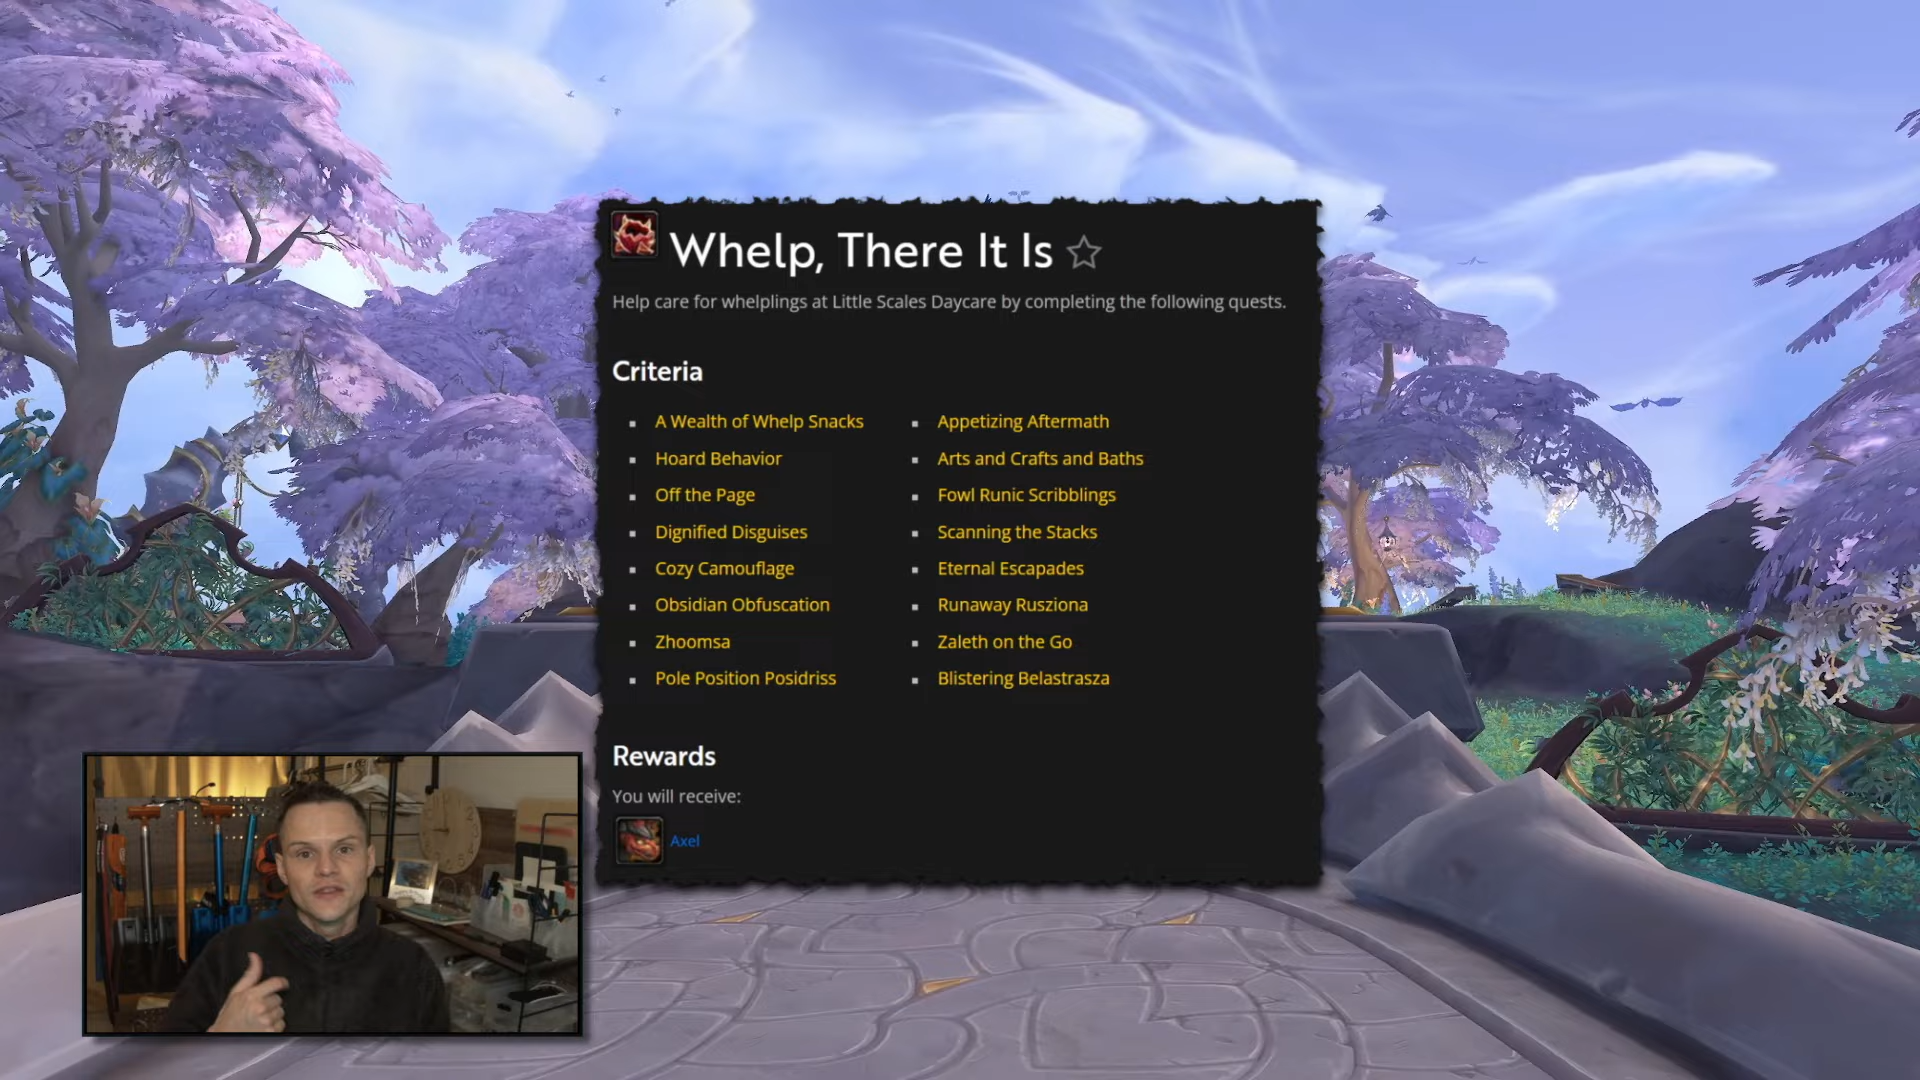 Whelp, There It Is
Help care for whelplings at Little Scales Daycare by completing the following quests.
Criteria
A Wealth of Whelp Snacks
Hoard Behavior
Off the Page
Dignified Disguises
Cozy Camouflage
Obsidian Obfuscation
Zhoomsa
Pole Position Posidriss
Appetizing Aftermath
Arts and Crafts and Baths
Fowl Runic Scribblings
Scanning the Stacks
Eternal Escapades
Runaway Rusziona
Zaleth on the Go
Blistering Belastrasza
Rewards
You will receive:
Axel